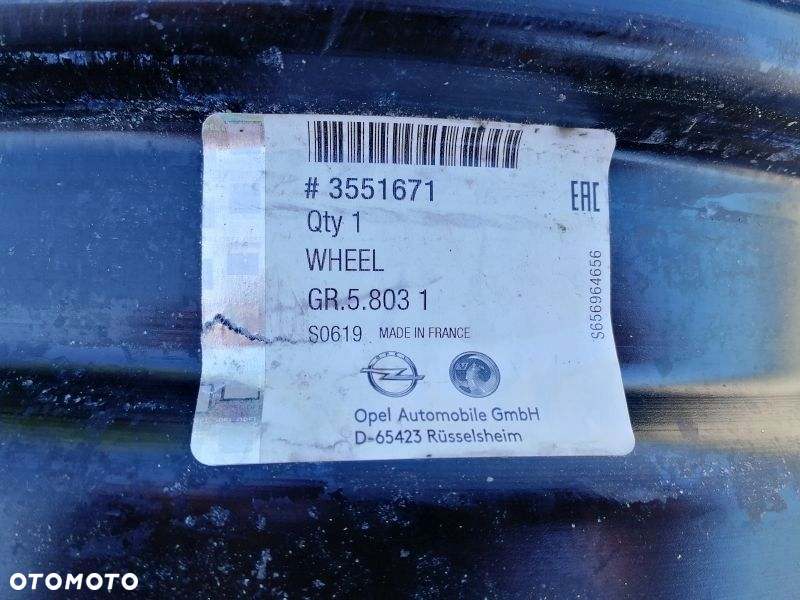 # 3551671
Qty 1
WHEEL
GR.5.803 1
S0619 MADE IN FRANCE
EAC
S656964656
OPEL
Opel Automobile GmbH
D-65423 Rüsselsheim
OTOMOTO